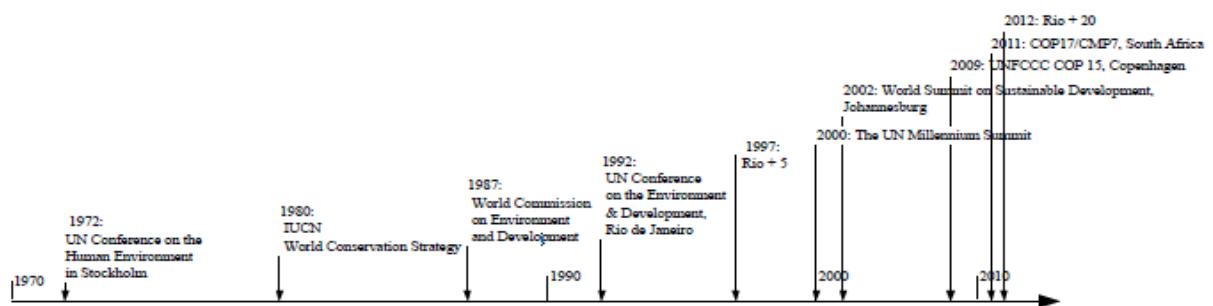 2012: Rio + 20
2011: COP17/CMP7, South Africa
2009: UNFCCC COP 15, Copenhagen
2002: World Summit on Sustainable Development,
Johannesburg
2000: The UN Millennium Summit
1997:
Rio + 5
1992:
UN Conference
on the Environment
& Development,
Rio de Janeiro
1987:
World Commission
on Environment
and Development
1980:
IUCN
World Conservation Strategy
1972:
UN Conference on the
Human Environment
in Stockholm
1970
1990
2000
2010